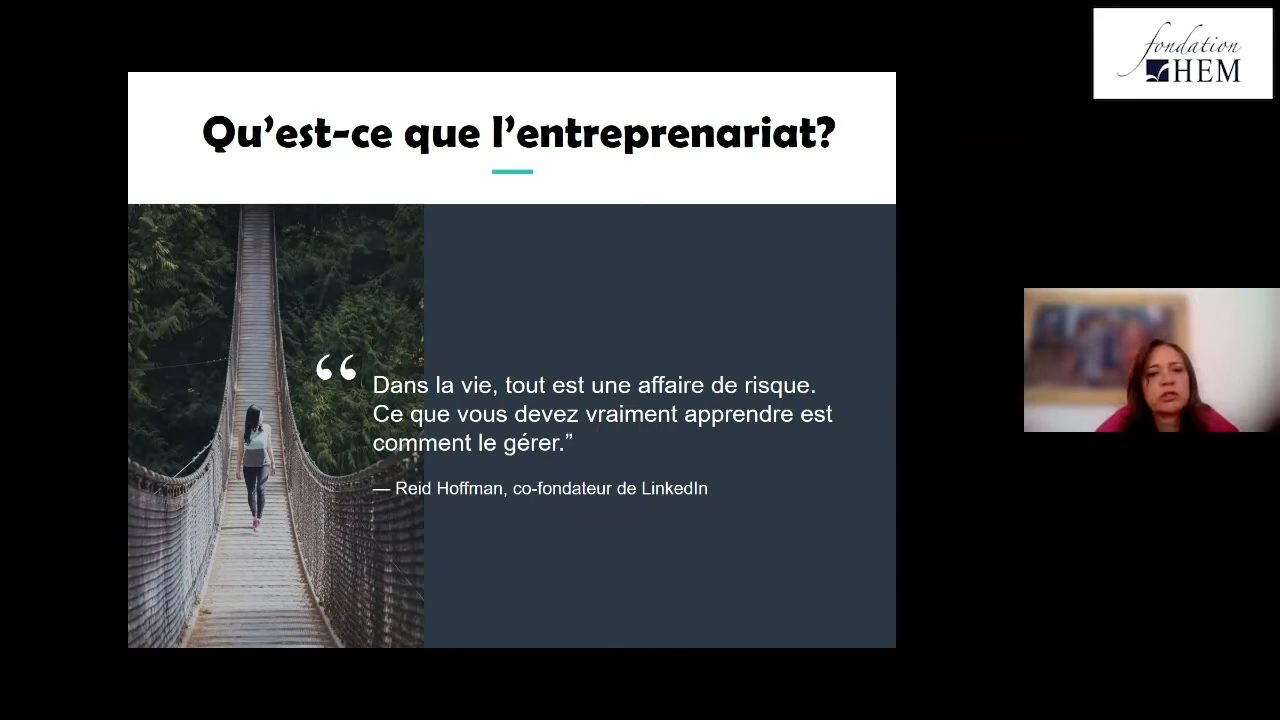 fondation
HEM
Qu’est-ce que l’entreprenariat?
“
Dans la vie, tout est une affaire de risque.
Ce que vous devez vraiment apprendre est
comment le gérer.”
— Reid Hoffman, co-fondateur de LinkedIn